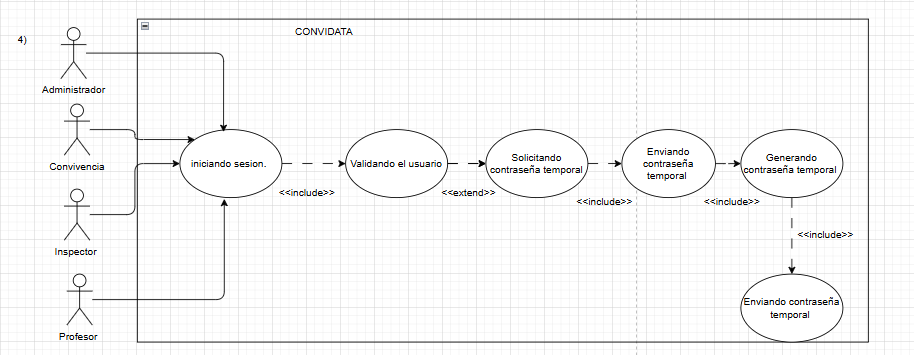 4)
CONVIDATA
Administrador
Convivencia
Inspector
Profesor
iniciando sesion.
<<include>>
Validando el usuario
<<extend>>
Solicitando
contraseña temporal
<<include>>
Enviando
contraseña
temporal
<<include>>
Generando
contraseña temporal
<<include>>
Enviando contraseña
temporal